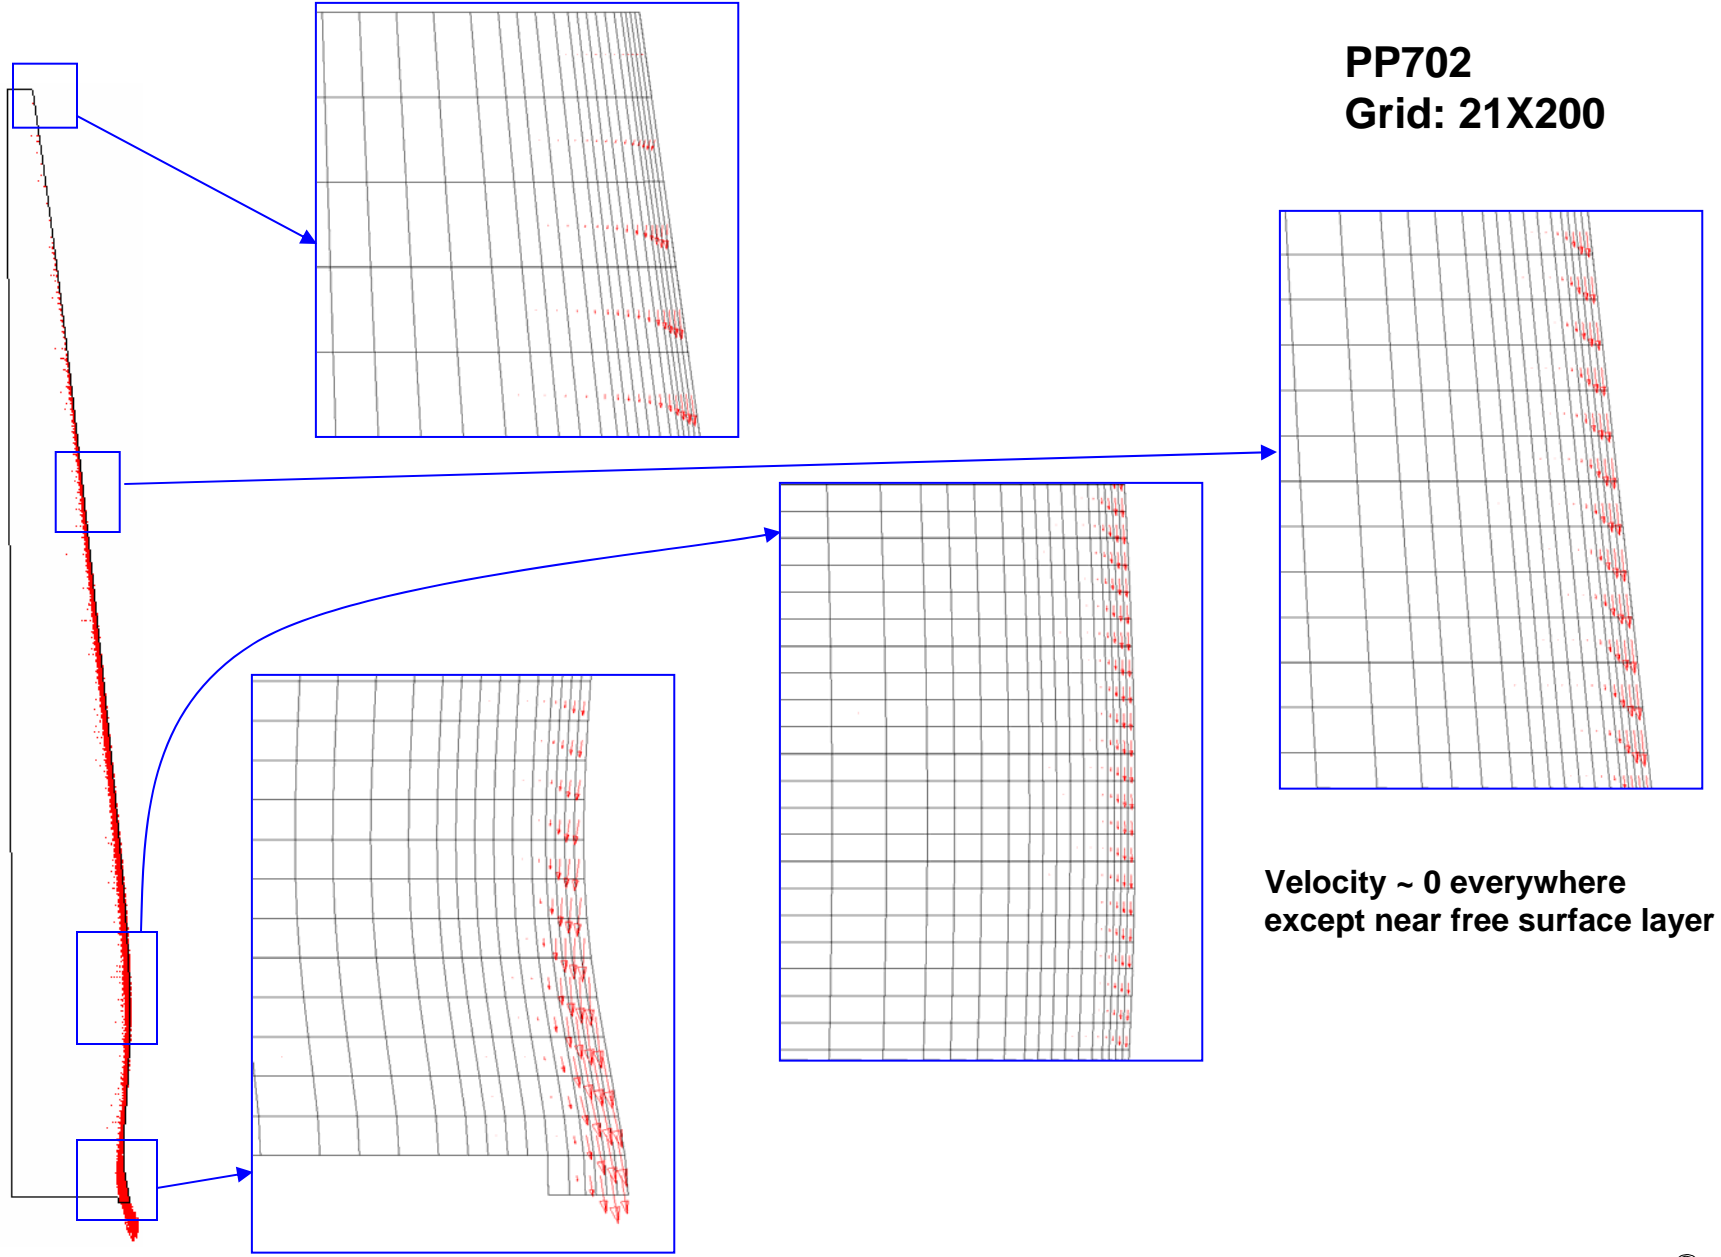 PP702
Grid: 21X200
Velocity ~ 0 everywhere
except near free surface layer